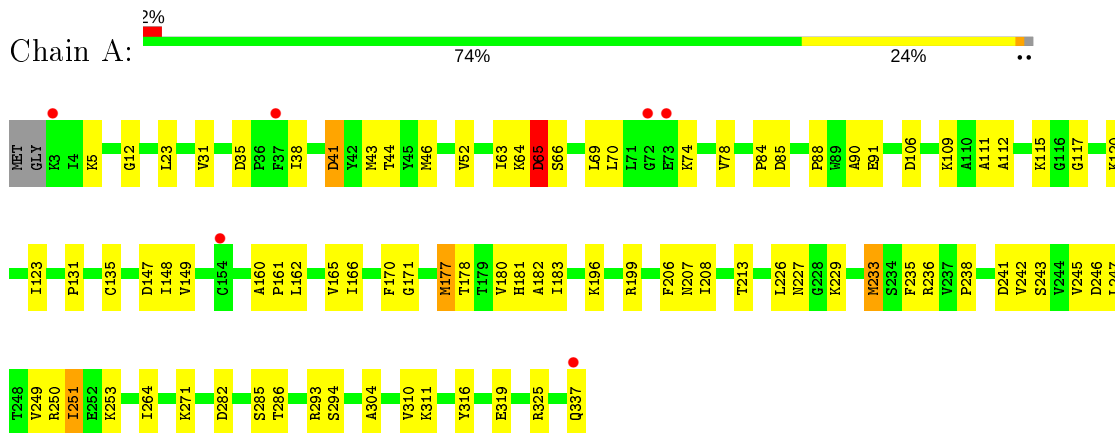 2%
Chain A:
74% 24% ••
MET GLY K3 I4 K5 G12 L23 V31 D35 P36 F37 I38 D41 Y42 M43 T44 Y45 M46 V52 I63 K64 D65 S66 L69 L70 L71 G72 E73 K74 V78 P84 D85 P88 W89 A90 E91 D106 K109 A110 A111 A112 K115 G116 G117 K120
I123 P131 C135 D147 I148 V149 C154 A160 P161 L162 V165 I166 F170 G171 M177 T178 T179 V180 H181 A182 I183 K196 R199 F206 N207 I208 T213 L226 N227 G228 K229 M233 S234 F235 R236 V237 P238 D241 V242 S243 V244 V245 D246 L247
T248 V249 R250 I251 E252 K253 I264 K271 D282 S285 T286 R293 S294 A304 V310 K311 Y316 E319 R325 Q337